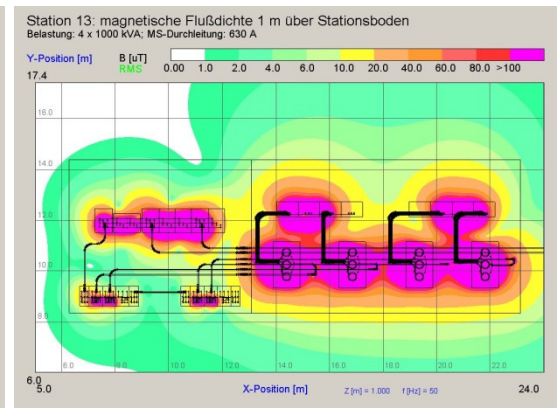 Station 13: magnetische Flußdichte 1 m über Stationsboden
Belastung: 4 x 1000 kVA; MS-Durchleitung: 630 A
Y-Position [m] B [uT] RMS 0.00 1.0 2.0 4.0 6.0 10.0 20.0 40.0 60.0 80.0 >100
17.4
16.0
14.0
12.0
10.0
8.0
6.0 8.0 10.0 12.0 14.0 16.0 18.0 20.0 22.0
6.0
5.0 X-Position [m] Z [m] = 1.000 f [Hz] = 50 24.0